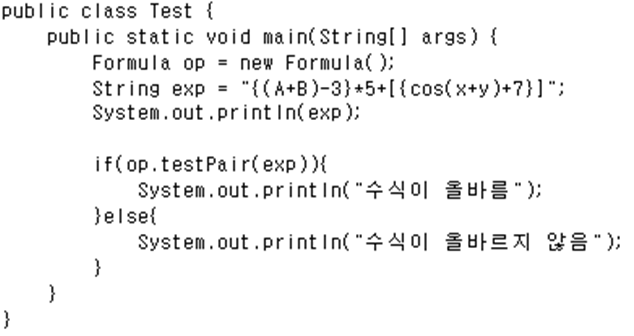 public class Test {
    public static void main(String[] args) {
        Formula op = new Formula();
        String exp = "{(A+B)-3}*5+[{cos(x+y)+7}]";
        System.out.println(exp);

        if(op.testPair(exp)){
            System.out.println("수식이 올바름");
        }else{
            System.out.println("수식이 올바르지 않음");
        }
    }
}